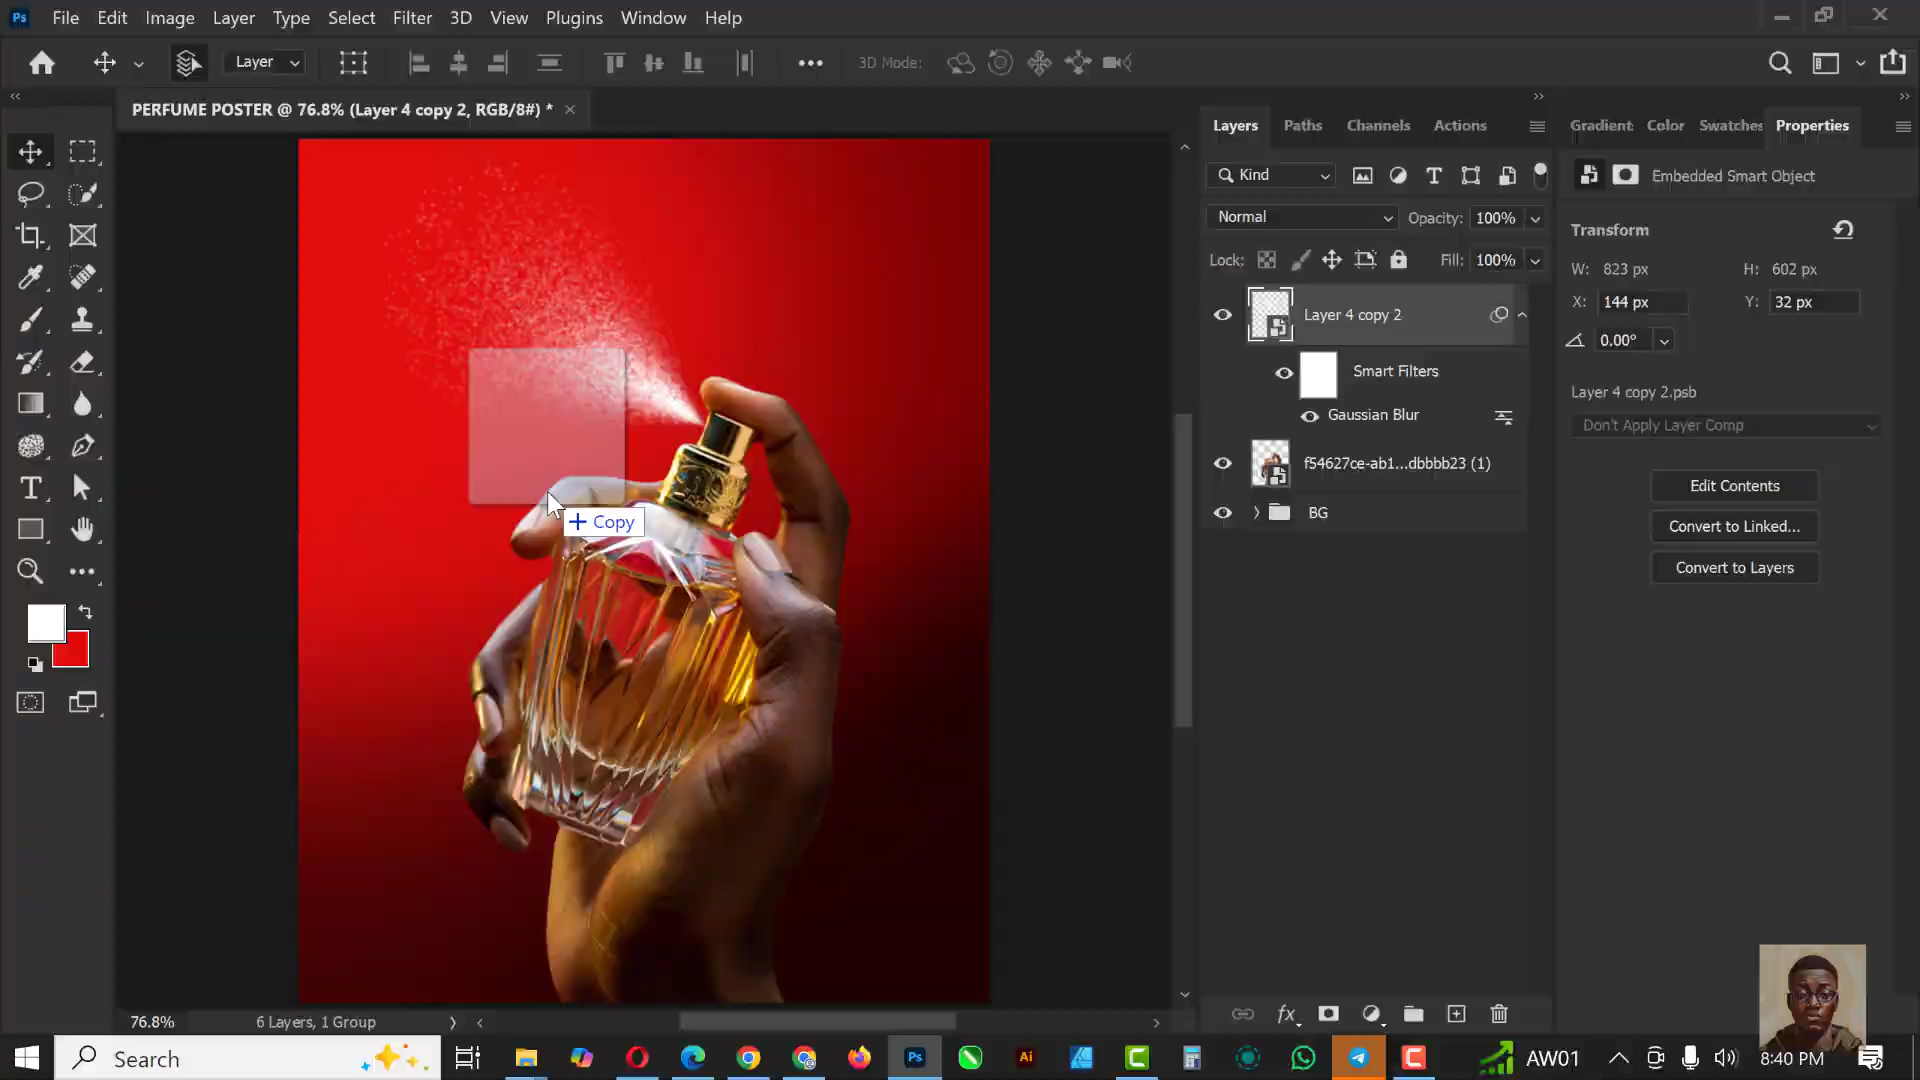 Ps File Edit Image Layer Type Select Filter 3D View Plugins Window Help
Layer 3D Mode:
PERFUME POSTER @ 76.8% (Layer 4 copy 2, RGB/8#) *
Layers Paths Channels Actions
Gradient: Color Swatches Properties
Kind
Embedded Smart Object
Normal Opacity: 100%
Transform
Lock: Fill: 100%
W: 823 px H: 602 px
X: 144 px Y: 32 px
Layer 4 copy 2
0.00°
Smart Filters
Layer 4 copy 2.psb
Gaussian Blur
Don't Apply Layer Comp
f54627ce-ab1...dbbbb23 (1)
Edit Contents
BG
Copy
Convert to Linked...
Convert to Layers
76.8% 6 Layers, 1 Group
fx
Search
Ps
Ai
AW01
8:40 PM